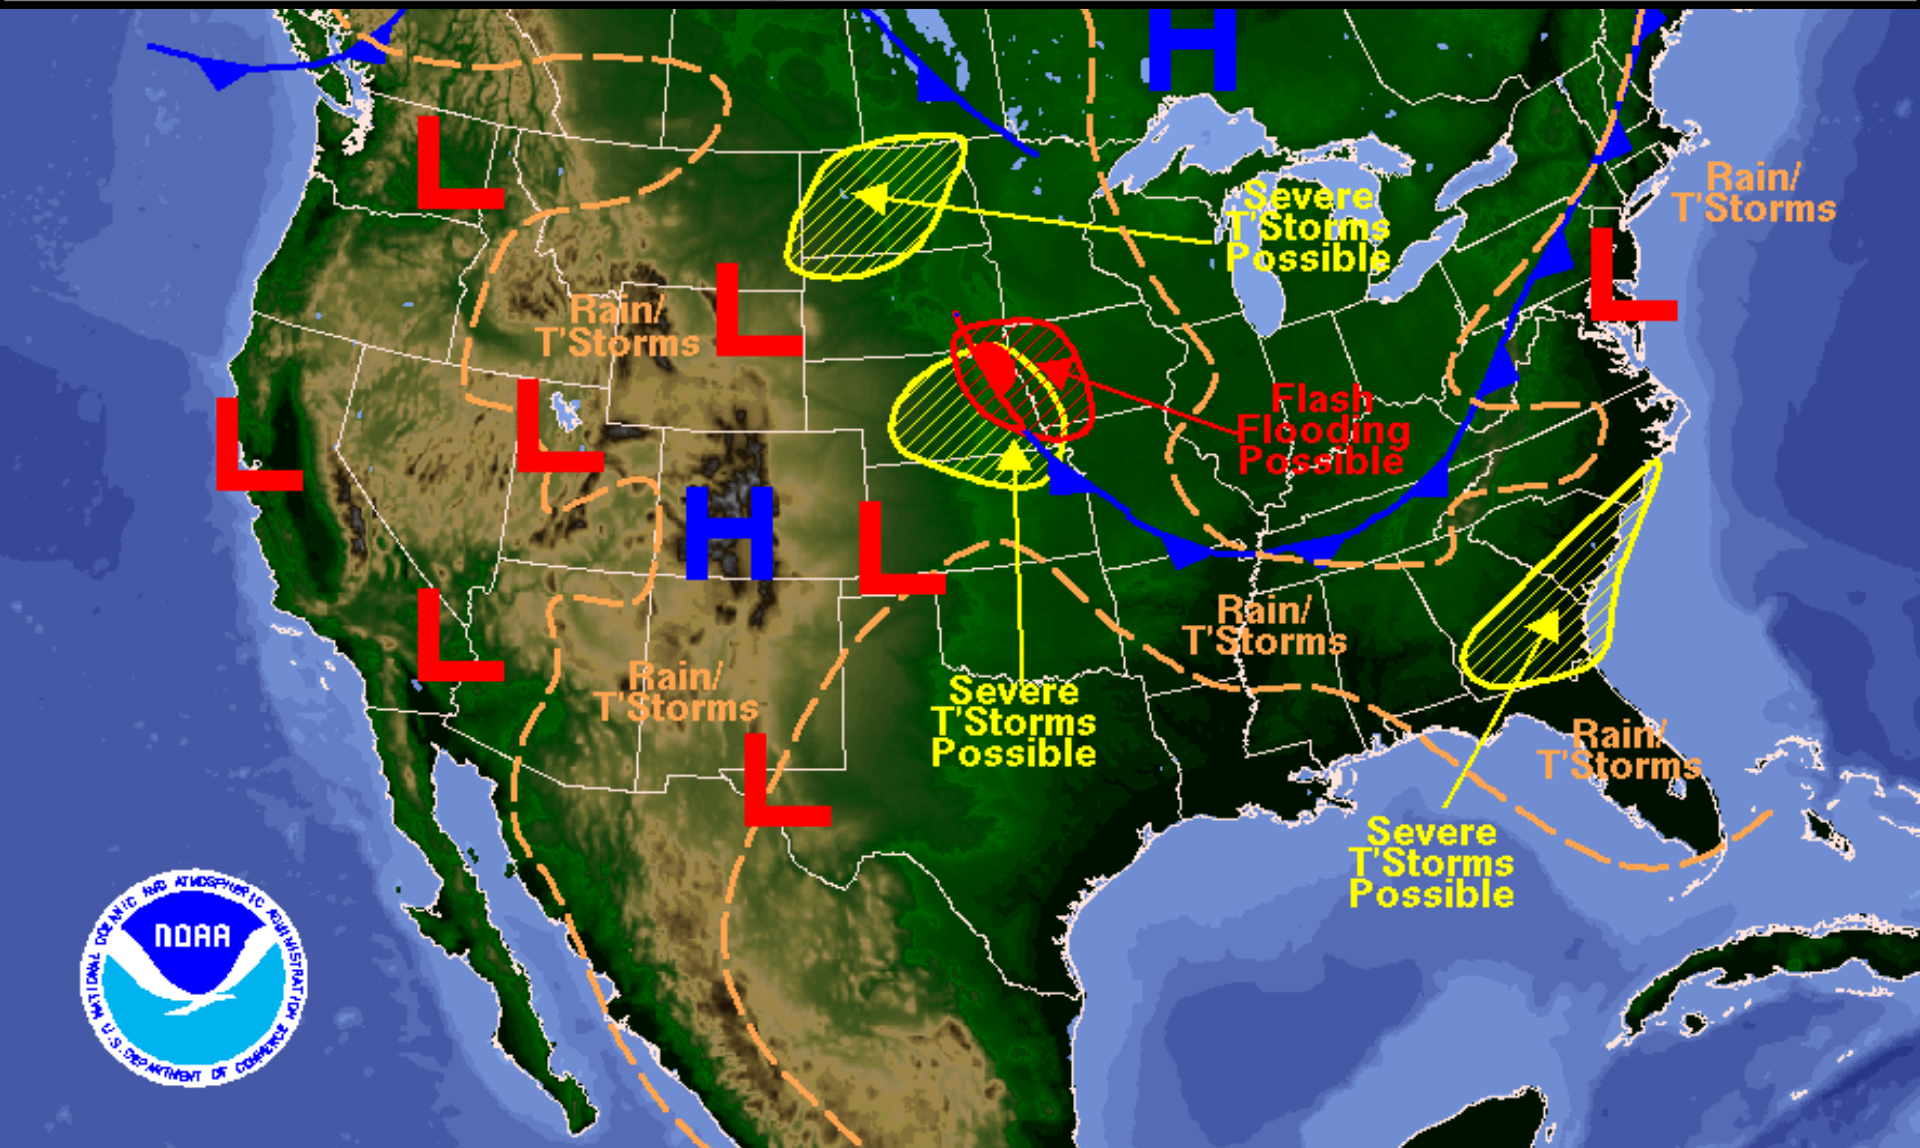 H
L
Severe
T'Storms
Possible
Rain/
T'Storms
L
L
Rain/
T'Storms
L
L
Flash
Flooding
Possible
H
L
L
Rain/
T'Storms
Rain/
T'Storms
Severe
T'Storms
Possible
L
Rain/
T'Storms
Severe
T'Storms
Possible
NATIONAL OCEANIC AND ATMOSPHERIC ADMINISTRATION
NOAA
U.S. DEPARTMENT OF COMMERCE